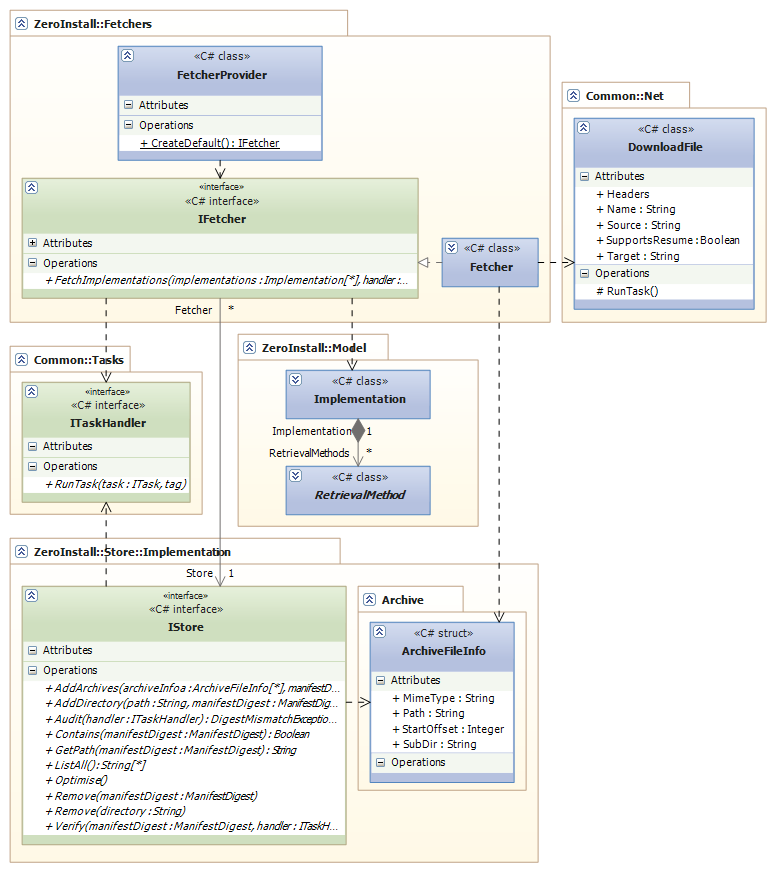 ZeroInstall::Fetchers
«C# class»
FetcherProvider
Attributes
Operations
+ CreateDefault() : IFetcher
«interface»
«C# interface»
IFetcher
Attributes
Operations
+ FetchImplementations(implementations : Implementation[*], handler :...
«C# class»
Fetcher
Common::Net
«C# class»
DownloadFile
Attributes
+ Headers
+ Name : String
+ Source : String
+ SupportsResume : Boolean
+ Target : String
Operations
# RunTask()
Fetcher
*
Common::Tasks
«interface»
«C# interface»
ITaskHandler
Attributes
Operations
+ RunTask(task : ITask, tag)
ZeroInstall::Model
«C# class»
Implementation
Implementation
1
RetrievalMethods
*
«C# class»
RetrievalMethod
ZeroInstall::Store::Implementation
Store
1
«interface»
«C# interface»
IStore
Attributes
Operations
+ AddArchives(archiveInfoa : ArchiveFileInfo[*], manifestD...
+ AddDirectory(path : String, manifestDigest : ManifestDig...
+ Audit(handler : ITaskHandler) : DigestMismatchExceptio...
+ Contains(manifestDigest : ManifestDigest) : Boolean
+ GetPath(manifestDigest : ManifestDigest) : String
+ ListAll() : String[*]
+ Optimise()
+ Remove(manifestDigest : ManifestDigest)
+ Remove(directory : String)
+ Verify(manifestDigest : ManifestDigest, handler : ITaskH...
Archive
«C# struct»
ArchiveFileInfo
Attributes
+ MimeType : String
+ Path : String
+ StartOffset : Integer
+ SubDir : String
Operations